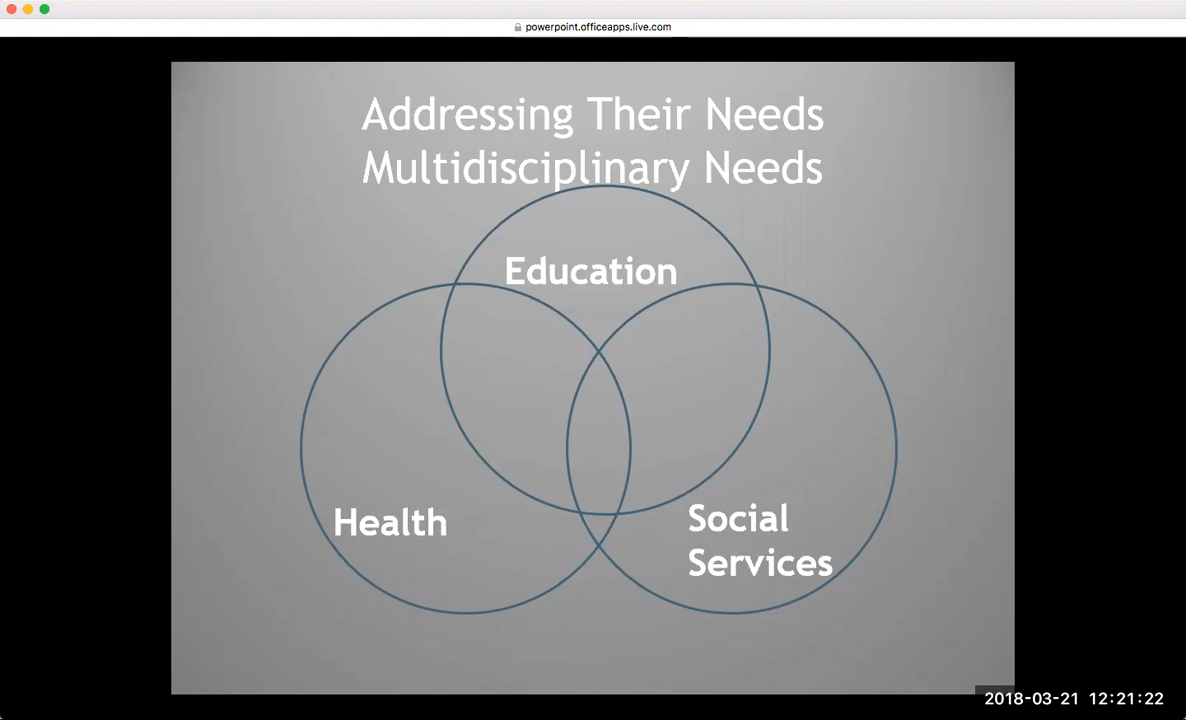 powerpoint.officeapps.live.com
Addressing Their Needs
Multidisciplinary Needs
Education
Health
Social
Services
2018-03-21 12:21:22